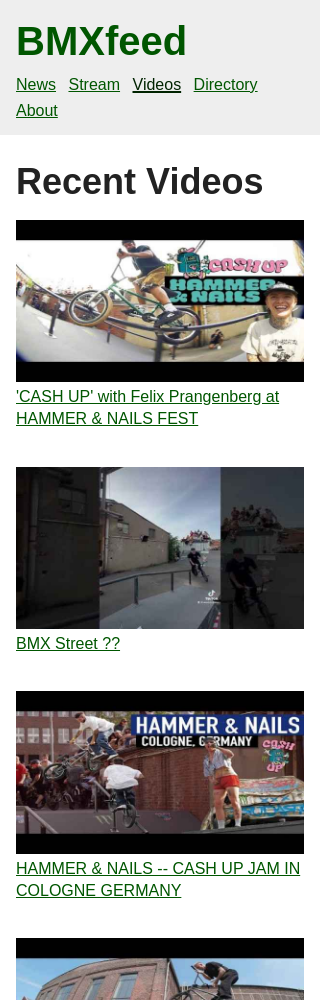 BMXfeed
News Stream Videos Directory
About
Recent Videos
CASH UP
HAMMER
& NAILS
'CASH UP' with Felix Prangenberg at
HAMMER & NAILS FEST
BMX Street ??
HAMMER & NAILS
COLOGNE, GERMANY
CASH
UP
HAMMER & NAILS -- CASH UP JAM IN
COLOGNE GERMANY